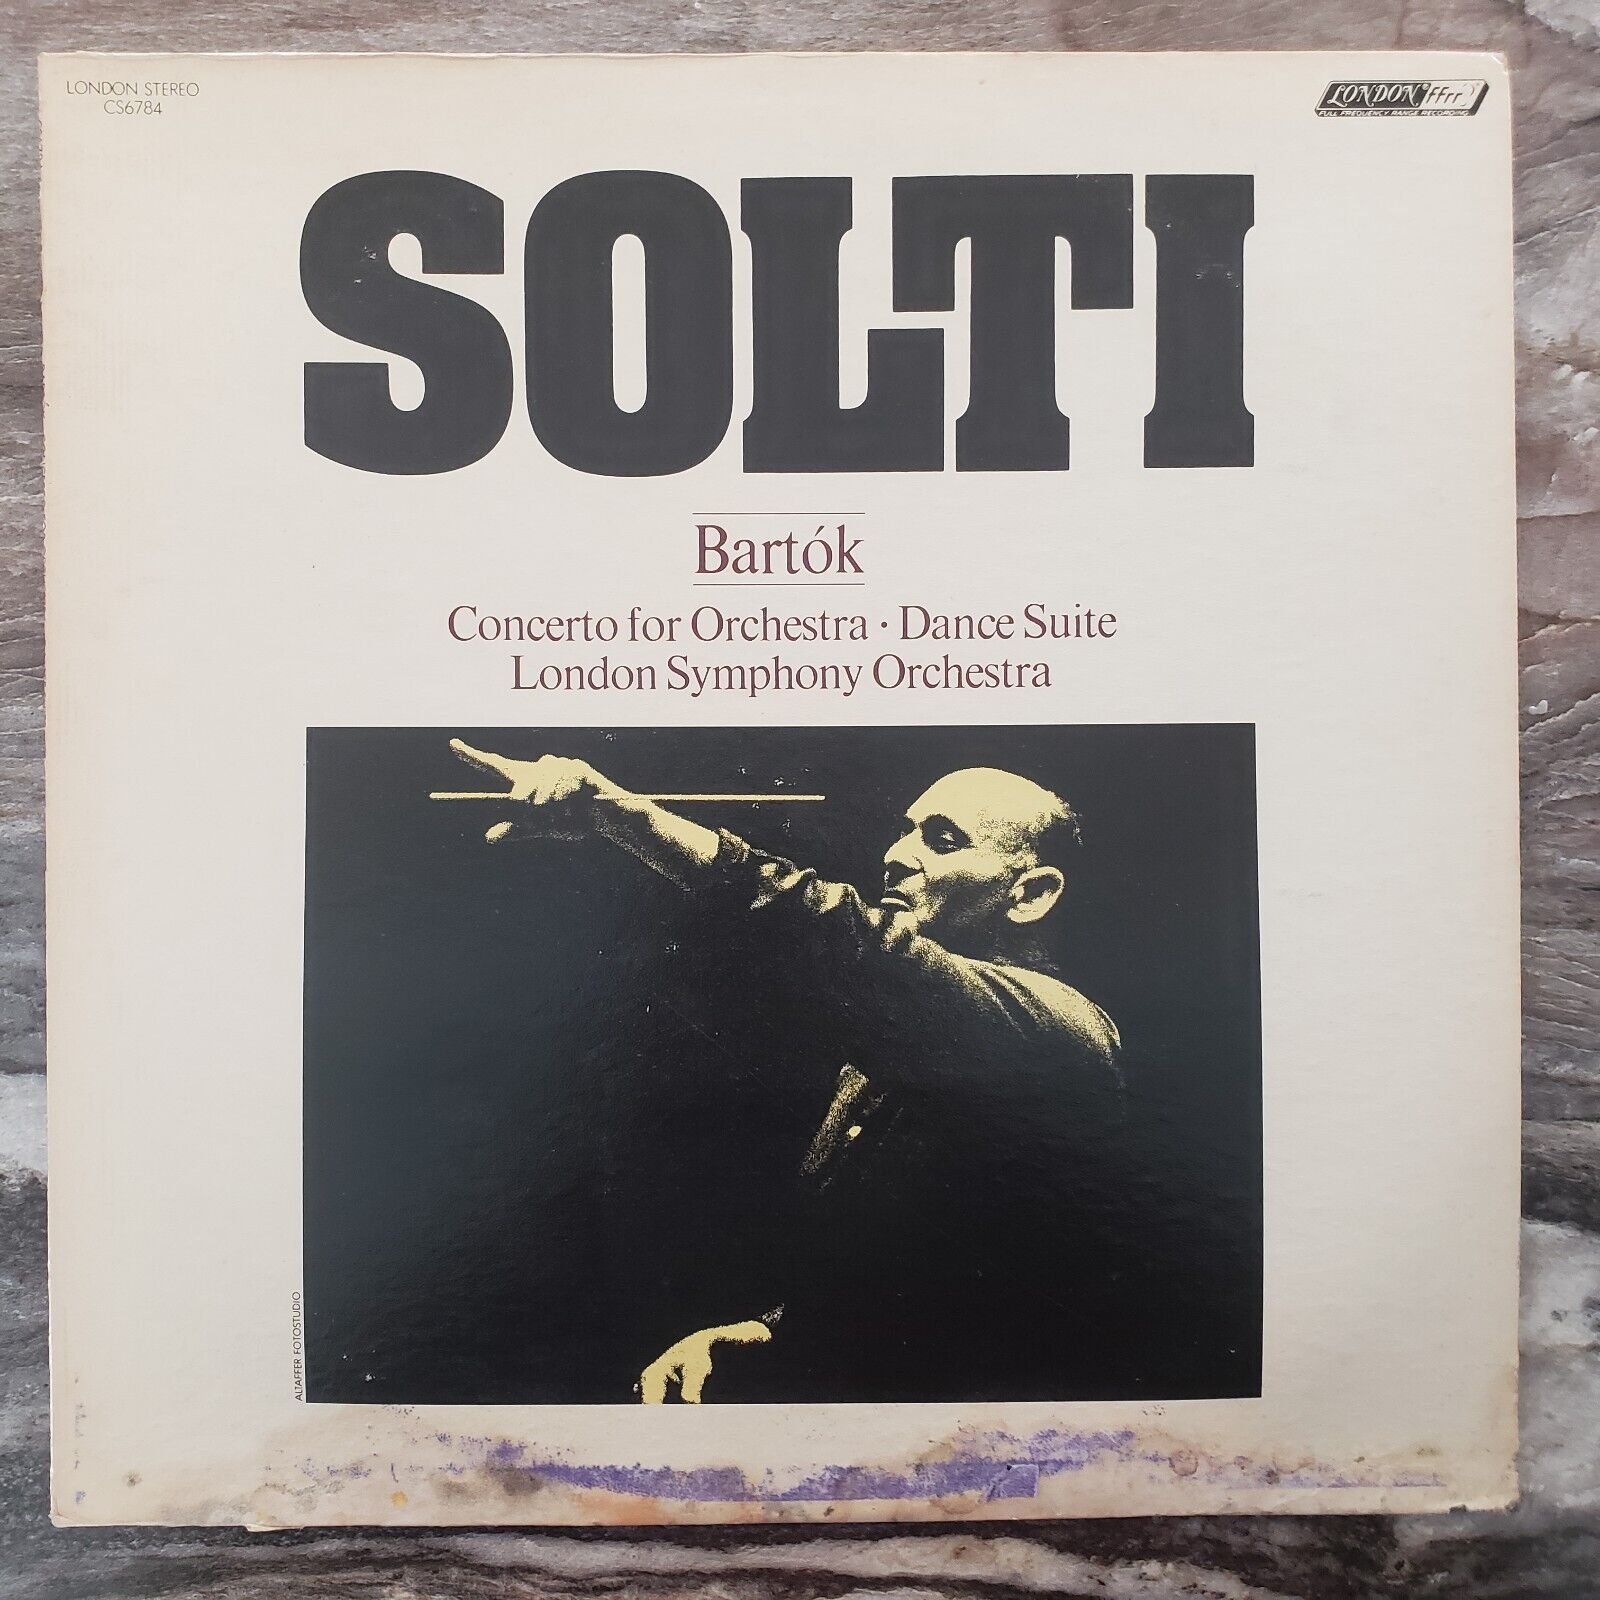 LONDON STEREO
CS6784
LONDON ffrr
FULL FREQUENCY RANGE RECORDING
SOLTI
Bartók
Concerto for Orchestra · Dance Suite
London Symphony Orchestra
ALTAFFER FOTOSTUDIO